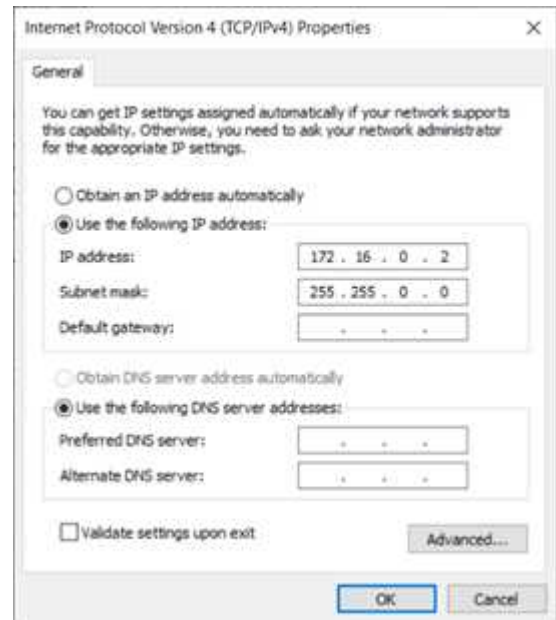 Internet Protocol Version 4 (TCP/IPv4) Properties
General
You can get IP settings assigned automatically if your network supports
this capability. Otherwise, you need to ask your network administrator
for the appropriate IP settings.
Obtain an IP address automatically
Use the following IP address:
IP address: 172 . 16 . 0 . 2
Subnet mask: 255 . 255 . 0 . 0
Default gateway: . . .
Obtain DNS server address automatically
Use the following DNS server addresses:
Preferred DNS server: . . .
Alternate DNS server: . . .
Validate settings upon exit
Advanced...
OK Cancel